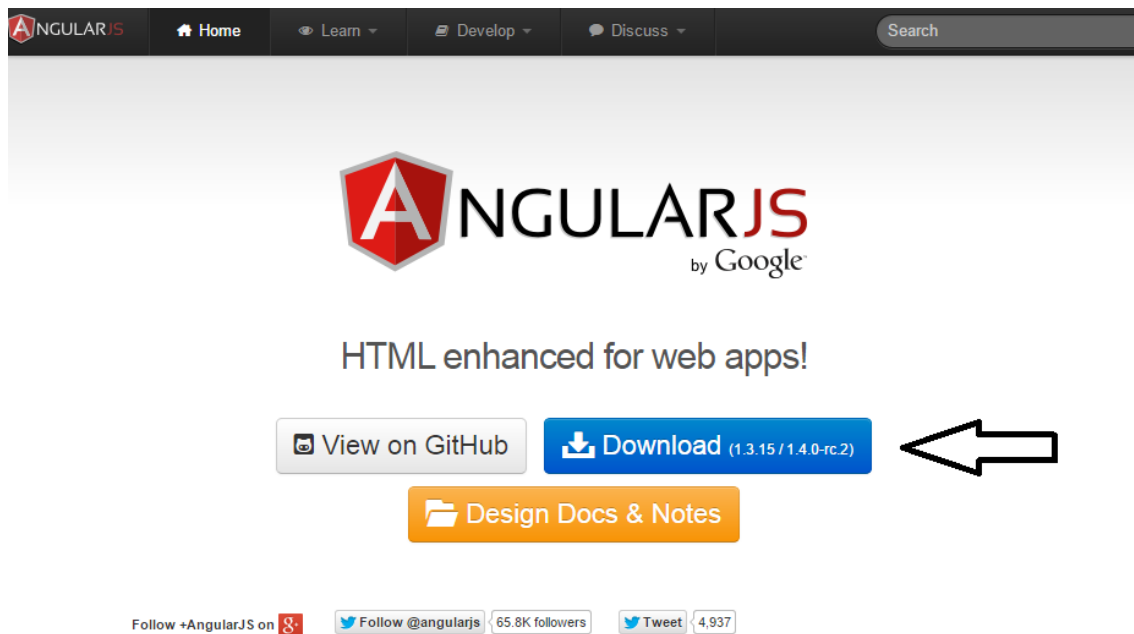 ANGULARJS Home Learn Develop Discuss Search
ANGULARJS
by Google
HTML enhanced for web apps!
View on GitHub Download (1.3.15 / 1.4.0-rc.2)
Design Docs & Notes
Follow +AngularJS on g+ Follow @angularjs 65.8K followers Tweet 4,937